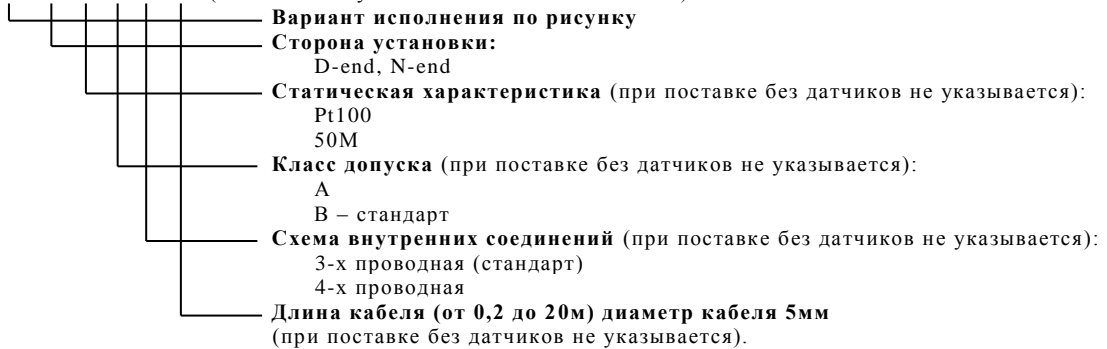 Вариант исполнения по рисунку
Сторона установки:
D-end, N-end
Статическая характеристика (при поставке без датчиков не указывается):
Pt100
50М
Класс допуска (при поставке без датчиков не указывается):
А
В – стандарт
Схема внутренних соединений (при поставке без датчиков не указывается):
3-х проводная (стандарт)
4-х проводная
Длина кабеля (от 0,2 до 20м) диаметр кабеля 5мм
(при поставке без датчиков не указывается).